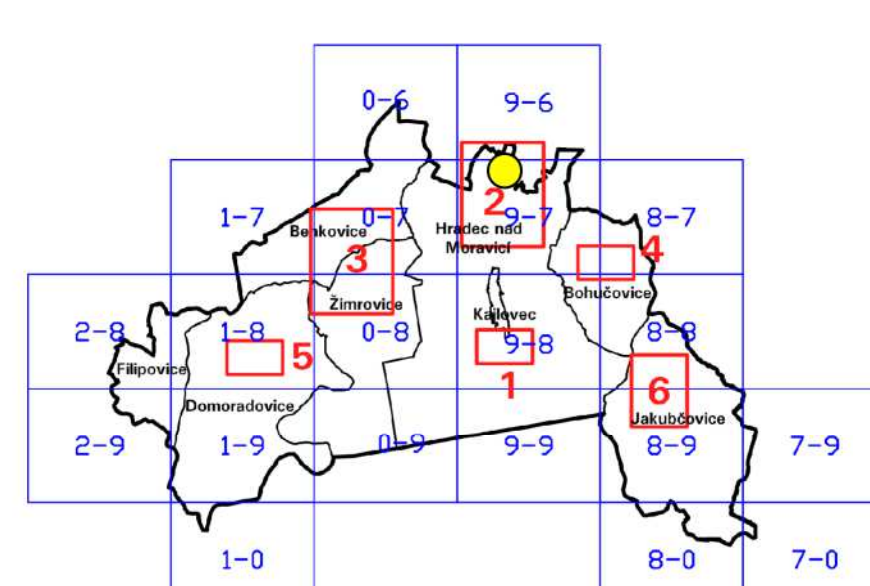 0-6
9-6
1-7
0-7
2
9-7
8-7
Benkovice
Hradec nad
Moravicí
3
4
Žimrovice
Bohučovice
Kajlovec
2-8
1-8
0-8
9-8
8-8
5
Filipovice
1
6
Domoradovice
Jakubčovice
2-9
1-9
0-9
9-9
8-9
7-9
1-0
8-0
7-0